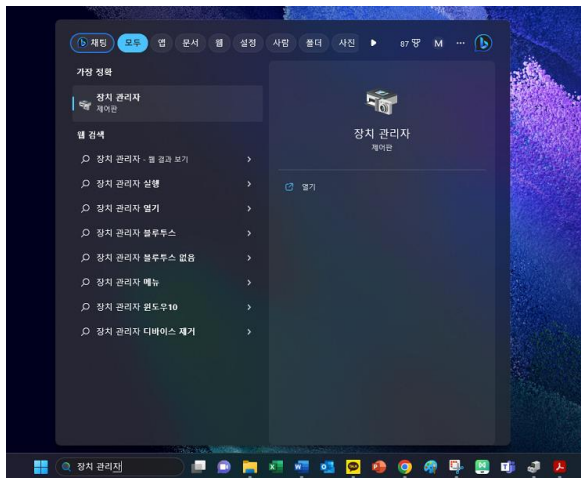 채팅 모두 앱 문서 웹 설정 사람 폴더 사진 87 M ...
가장 정확
장치 관리자
제어판
웹 검색
장치 관리자 - 웹 결과 보기
장치 관리자 실행
장치 관리자 열기
장치 관리자 블루투스
장치 관리자 블루투스 없음
장치 관리자 메뉴
장치 관리자 윈도우10
장치 관리자 디바이스 제거
장치 관리자
제어판
열기
장치 관리자